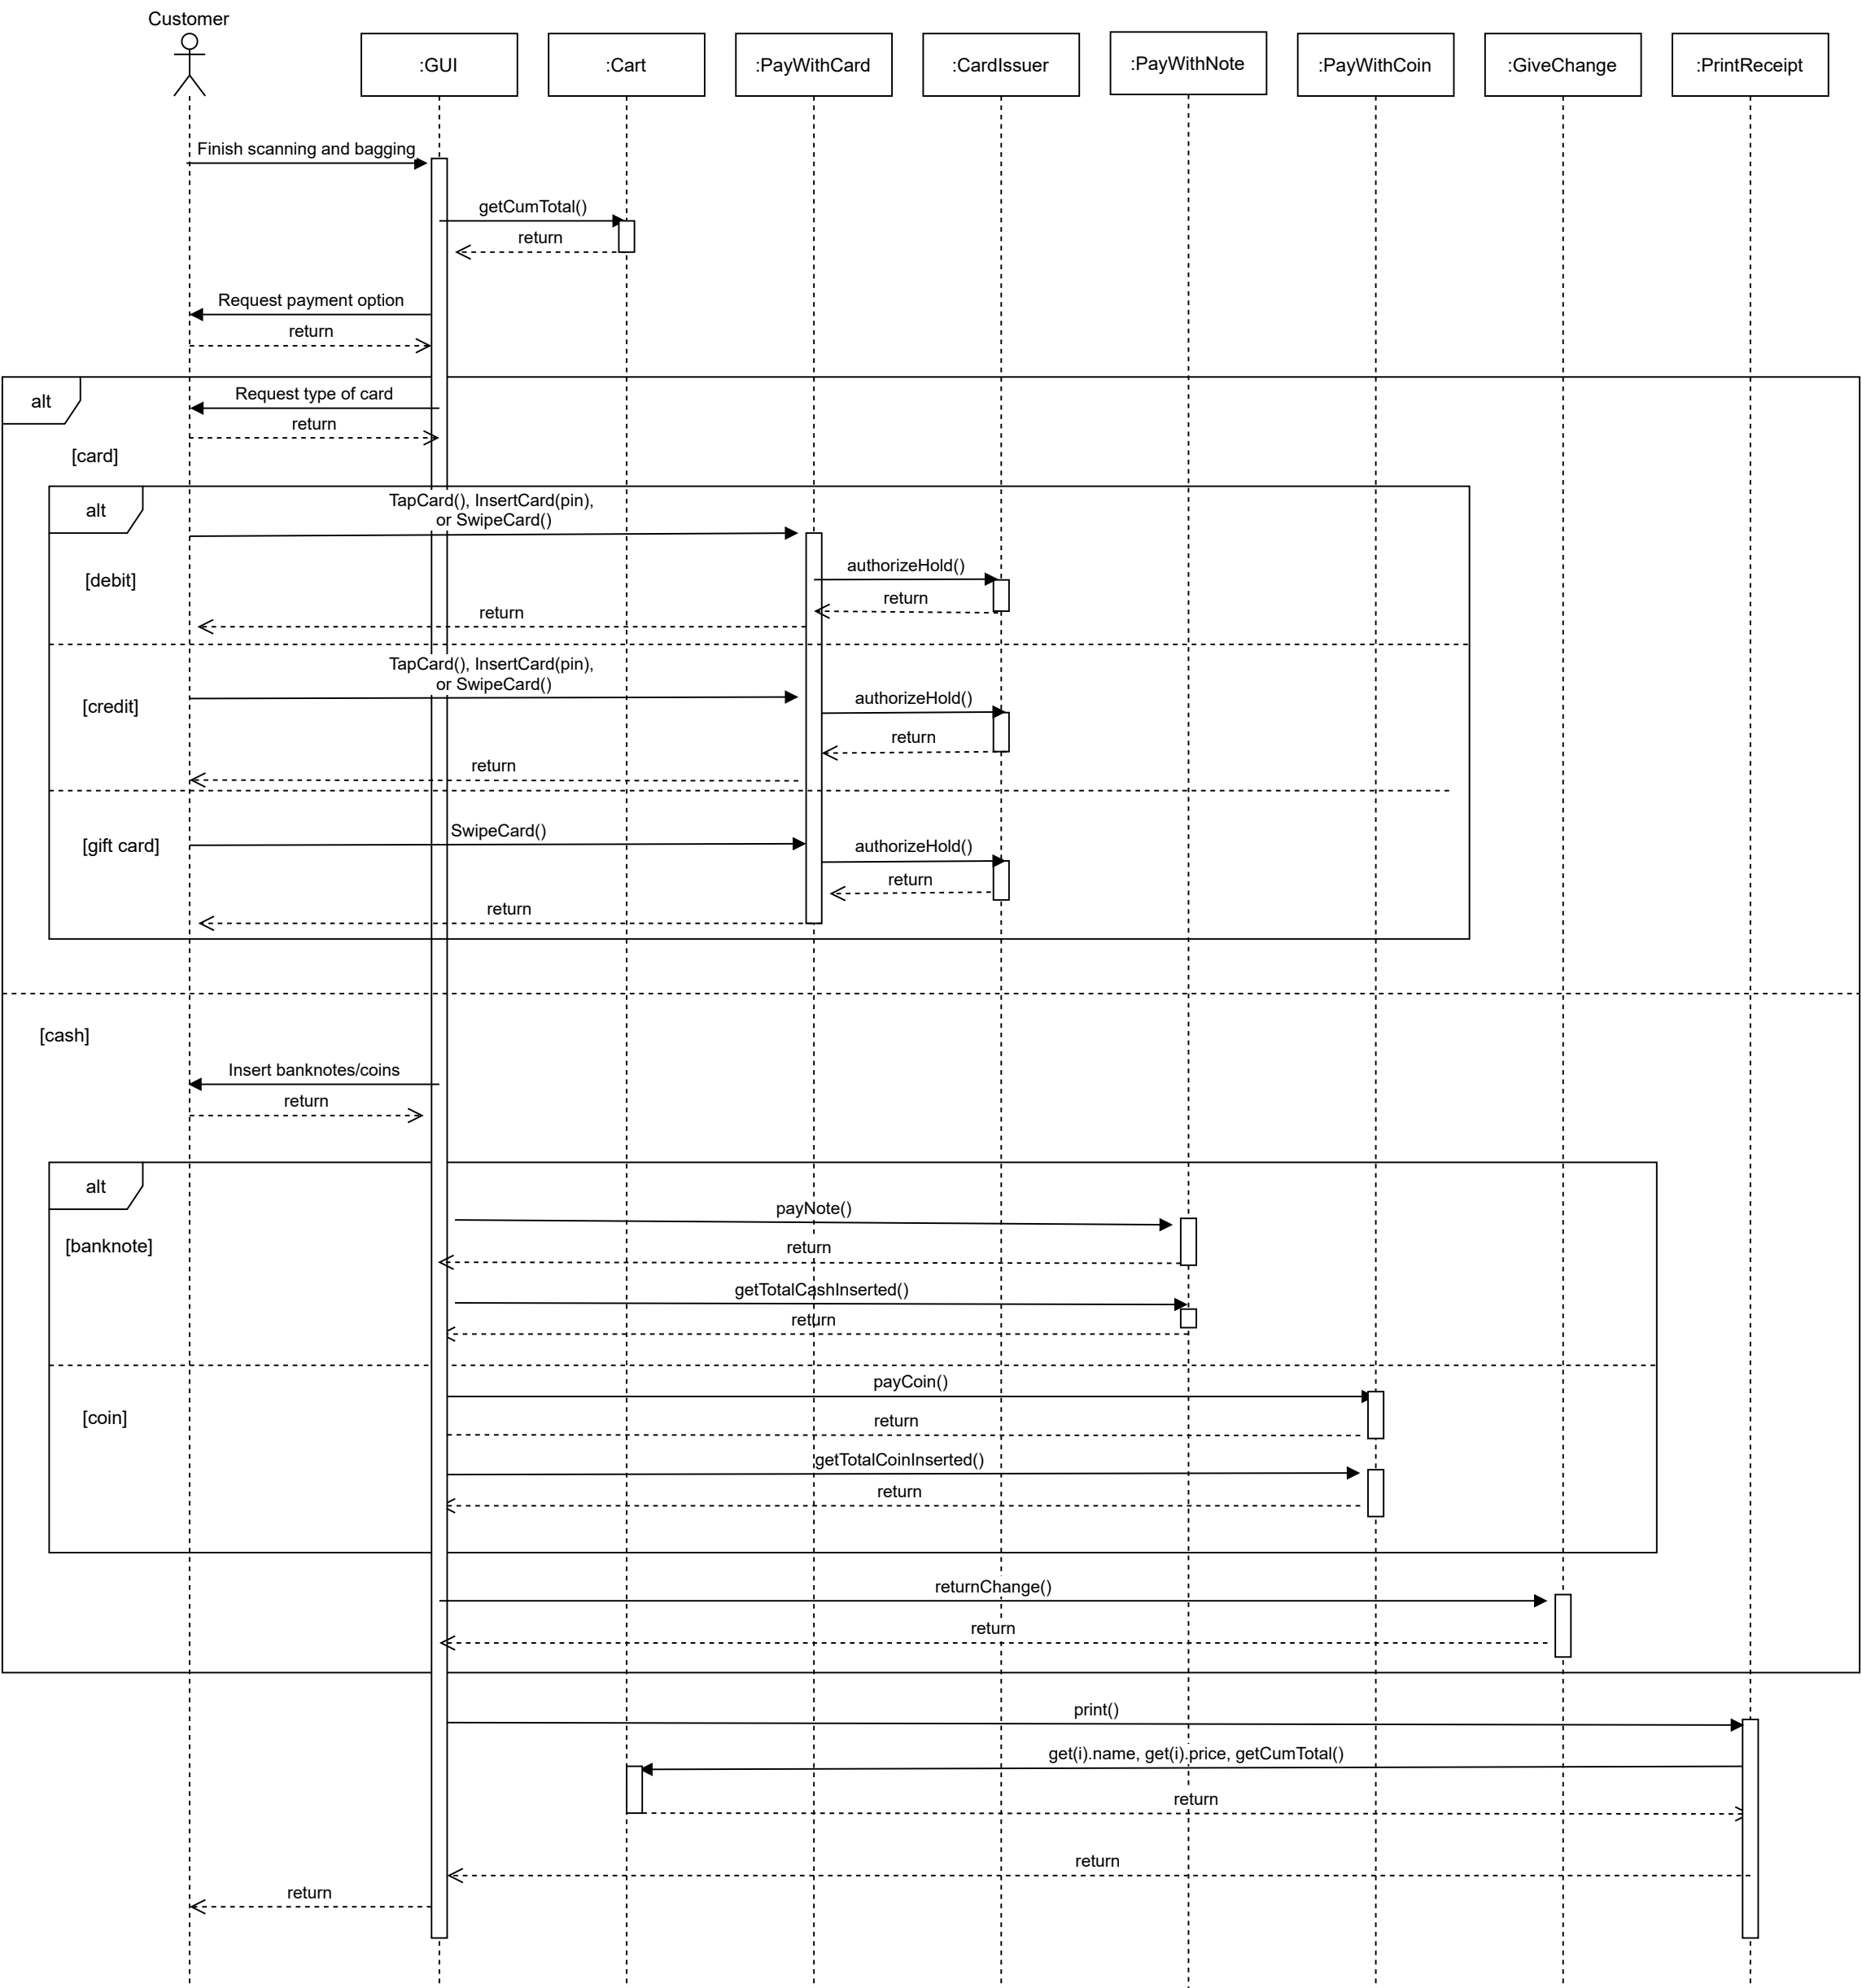 Customer
:GUI
:Cart
:PayWithCard
:CardIssuer
:PayWithNote
:PayWithCoin
:GiveChange
:PrintReceipt
Finish scanning and bagging
getCumTotal()
return
Request payment option
return
alt
Request type of card
return
[card]
alt
TapCard(), InsertCard(pin),
or SwipeCard()
[debit]
authorizeHold()
return
return
TapCard(), InsertCard(pin),
or SwipeCard()
[credit]
authorizeHold()
return
return
SwipeCard()
[gift card]
authorizeHold()
return
return
[cash]
Insert banknotes/coins
return
alt
payNote()
[banknote]
return
getTotalCashInserted()
return
payCoin()
[coin]
return
getTotalCoinInserted()
return
returnChange()
return
print()
get(i).name, get(i).price, getCumTotal()
return
return
return